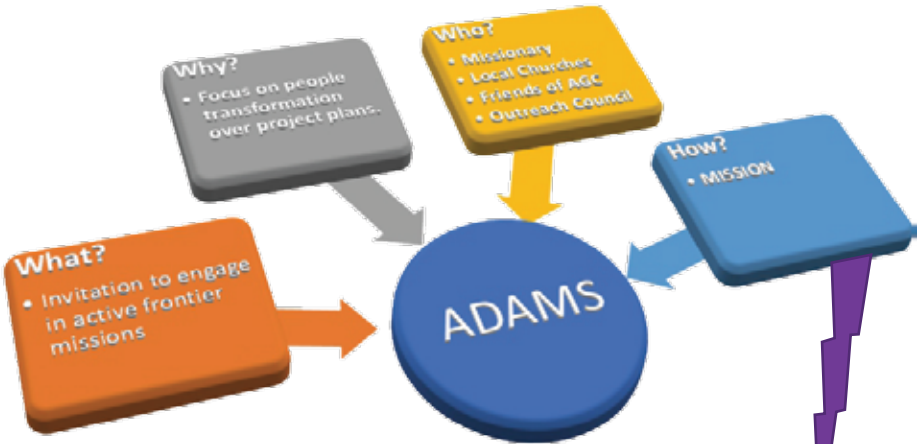 What?
• Invitation to engage
in active frontier
missions
Why?
• Focus on people
transformation
over project plans.
Who?
• Missionary
• Local Churches
• Friends of AGC
• Outreach Council
How?
• MISSION
ADAMS